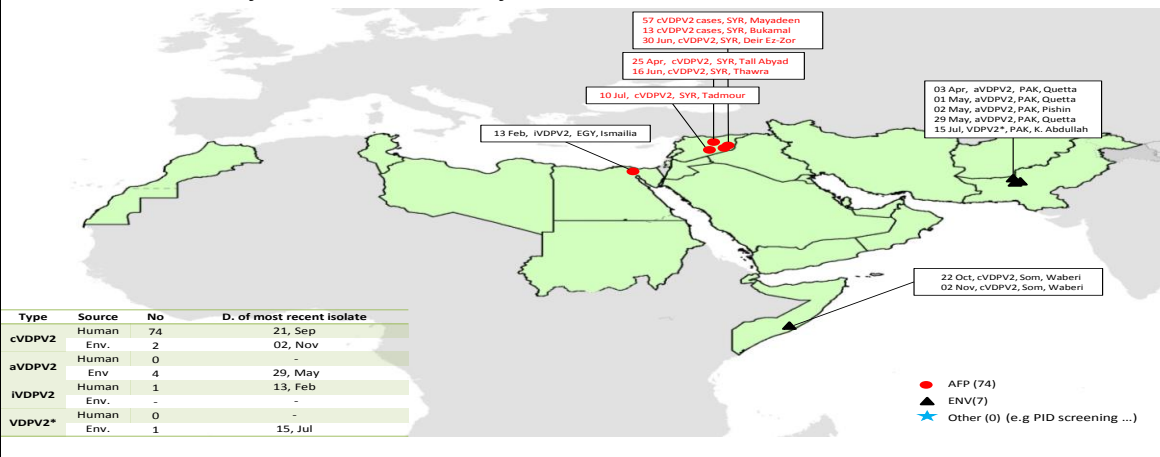 57 cVDPV2 cases, SYR, Mayadeen
13 cVDPV2 cases, SYR, Bukamal
30 Jun, cVDPV2, SYR, Deir Ez-Zor
25 Apr, cVDPV2, SYR, Tall Abyad
16 Jun, cVDPV2, SYR, Thawra
10 Jul, cVDPV2, SYR, Tadmour
13 Feb, iVDPV2, EGY, Ismailia
03 Apr, aVDPV2, PAK, Quetta
01 May, aVDPV2, PAK, Quetta
02 May, aVDPV2, PAK, Pishin
29 May, aVDPV2, PAK, Quetta
15 Jul, VDPV2*, PAK, K. Abdullah
22 Oct, cVDPV2, Som, Waberi
02 Nov, cVDPV2, Som, Waberi
Type Source No D. of most recent isolate
cVDPV2 Human 74 21, Sep
Env. 2 02, Nov
aVDPV2 Human 0 -
Env 4 29, May
iVDPV2 Human 1 13, Feb
Env. - -
VDPV2* Human 0 -
Env. 1 15, Jul
AFP (74)
ENV(7)
Other (0) (e.g PID screening ...)